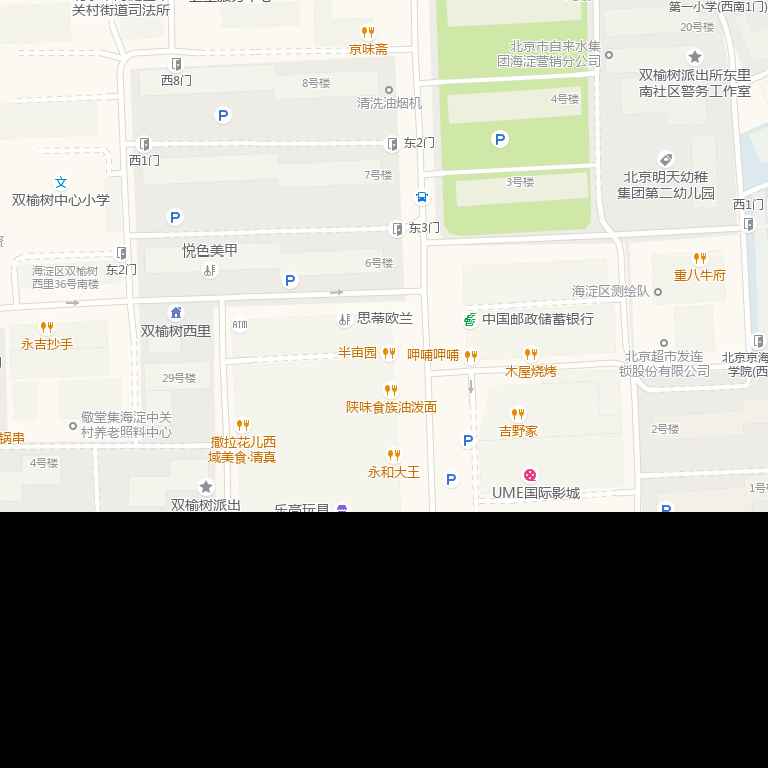 关村街道司法所
第一小学(西南1门)
20号楼
京味斋
北京市自来水集
团海淀营销分公司
西8门
8号楼
双榆树派出所东里
南社区警务工作室
清洗油烟机
4号楼
P
P
东2门
西1门
文
双榆树中心小学
7号楼
3号楼
北京明天幼稚
集团第二幼儿园
西1门
P
东3门
悦色美甲
6号楼
海淀区双榆树
西里36号南楼
东2门
P
重八牛府
海淀区测绘队
双榆树西里
ATM
思蒂欧兰
中国邮政储蓄银行
永吉抄手
半亩园
呷哺呷哺
木屋烧烤
北京超市发连
锁股份有限公司
北京京海
学院(西
29号楼
陕味食族油泼面
吉野家
儆堂集海淀中关
村养老照料中心
锅串
撒拉花儿西
域美食·清真
P
2号楼
4号楼
永和大王
P
UME国际影城
1号
双榆树派出
乐高玩具
P